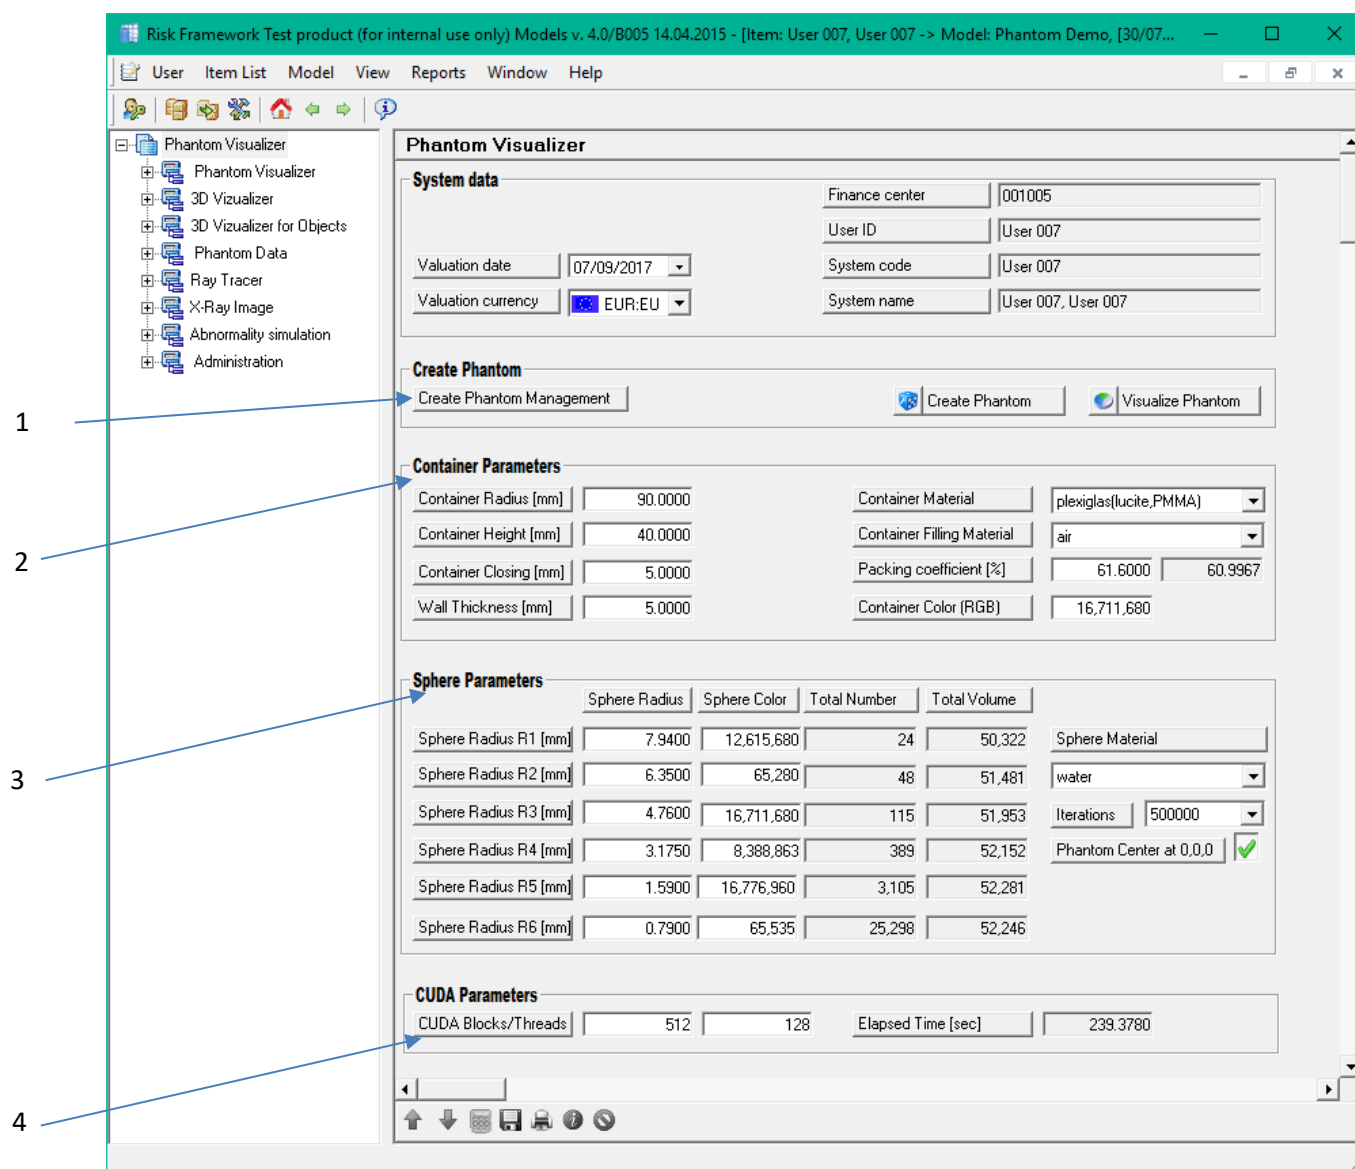 Risk Framework Test product (for internal use only) Models v. 4.0/B005 14.04.2015 - [Item: User 007, User 007 -> Model: Phantom Demo, [30/07...
User Item List Model View Reports Window Help
Phantom Visualizer
Phantom Visualizer
3D Vizualizer
3D Vizualizer for Objects
Phantom Data
Ray Tracer
X-Ray Image
Abnormality simulation
Administration
Phantom Visualizer
System data
Finance center 001005
User ID User 007
Valuation date 07/09/2017 System code User 007
Valuation currency EUR:EU System name User 007, User 007
Create Phantom
1 Create Phantom Management Create Phantom Visualize Phantom
Container Parameters
Container Radius [mm] 90.0000 Container Material plexiglas(lucite,PMMA)
2 Container Height [mm] 40.0000 Container Filling Material air
Container Closing [mm] 5.0000 Packing coefficient [%] 61.6000 60.9967
Wall Thickness [mm] 5.0000 Container Color (RGB) 16,711,680
Sphere Parameters
Sphere Radius Sphere Color Total Number Total Volume
Sphere Radius R1 [mm] 7.9400 12,615,680 24 50,322 Sphere Material
3 Sphere Radius R2 [mm] 6.3500 65,280 48 51,481 water
Sphere Radius R3 [mm] 4.7600 16,711,680 115 51,953 Iterations 500000
Sphere Radius R4 [mm] 3.1750 8,388,863 389 52,152 Phantom Center at 0,0,0
Sphere Radius R5 [mm] 1.5900 16,776,960 3,105 52,281
Sphere Radius R6 [mm] 0.7900 65,535 25,298 52,246
CUDA Parameters
CUDA Blocks/Threads 512 128 Elapsed Time [sec] 239.3780
4